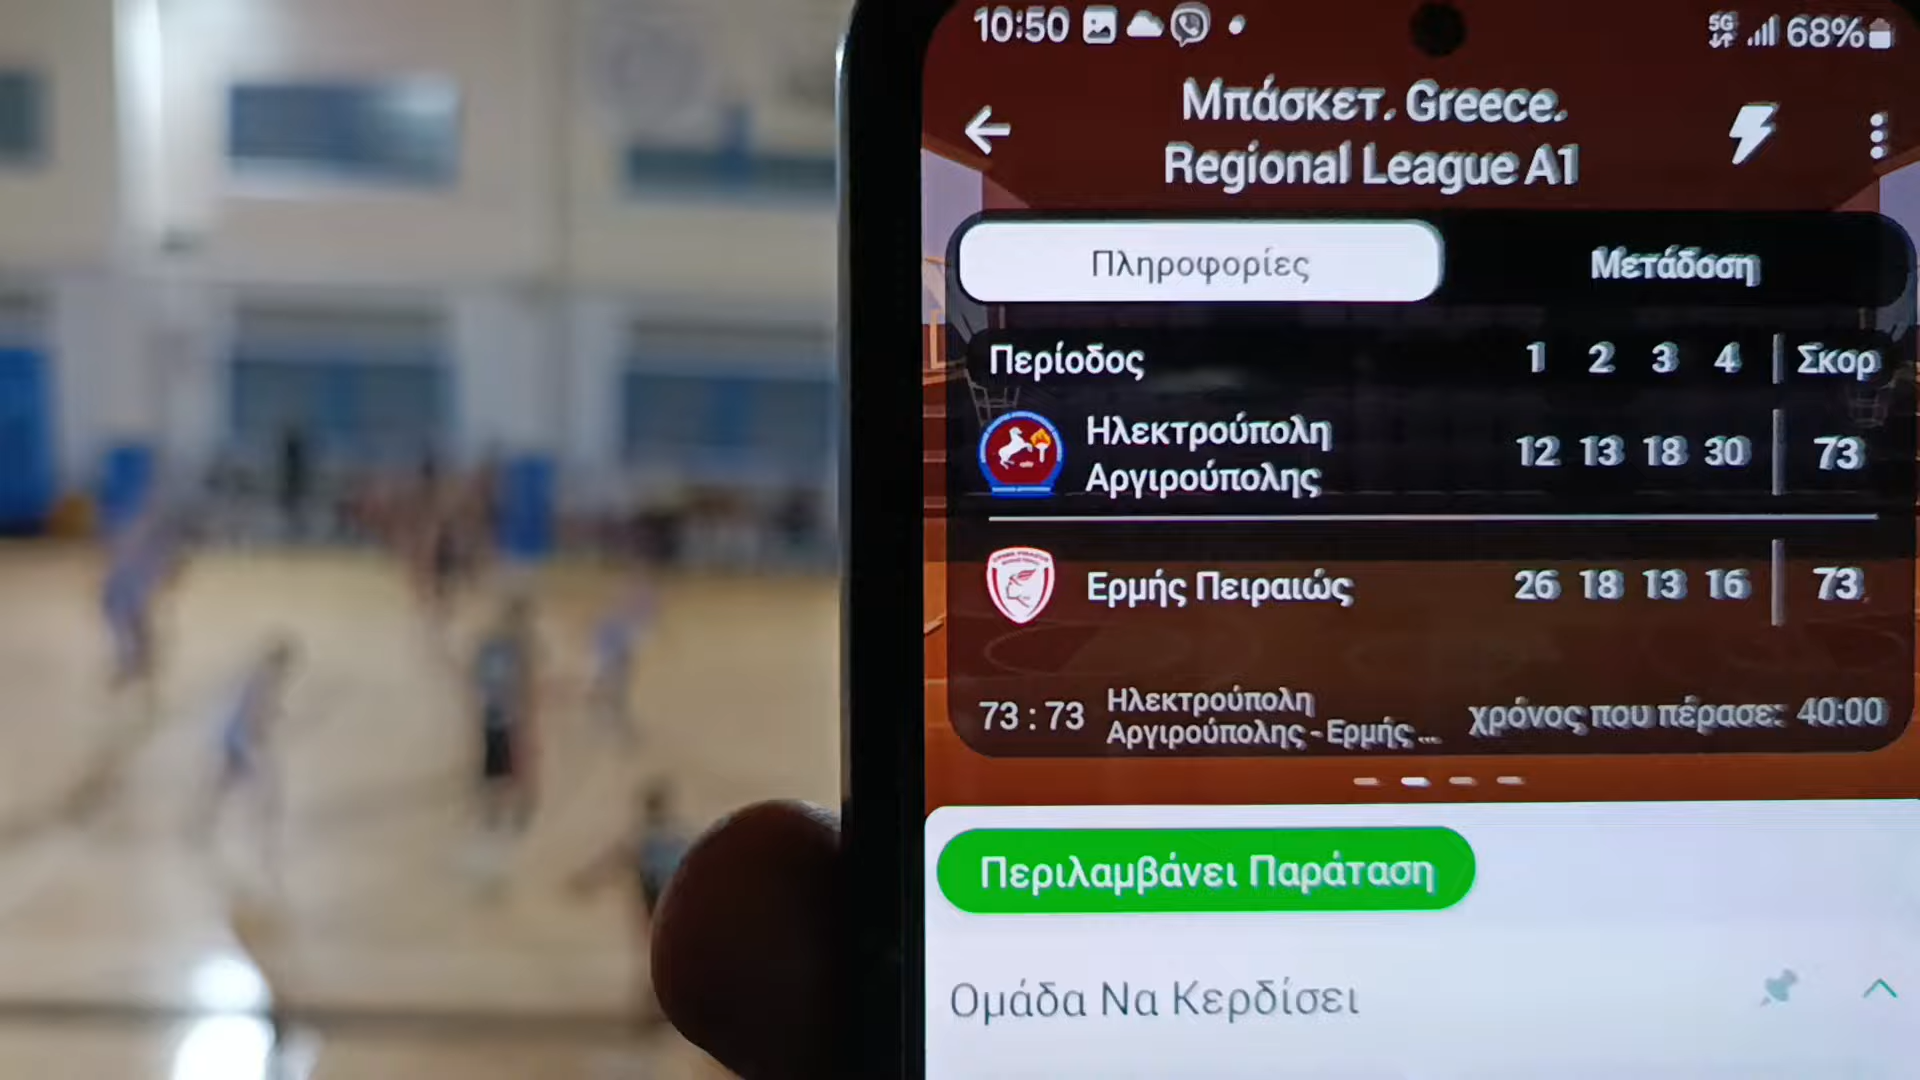 10:50 5G 68%
Μπάσκετ. Greece.
Regional League A1
Πληροφορίες Μετάδοση
Περίοδος 1 2 3 4 Σκορ
Ηλεκτρούπολη
Αργιρούπολης
12 13 18 30 73
Ερμής Πειραιώς 26 18 13 16 73
73 : 73
Ηλεκτρούπολη
Αργιρούπολης - Ερμής ...
χρόνος που πέρασε: 40:00
Περιλαμβάνει Παράταση
Ομάδα Να Κερδίσει